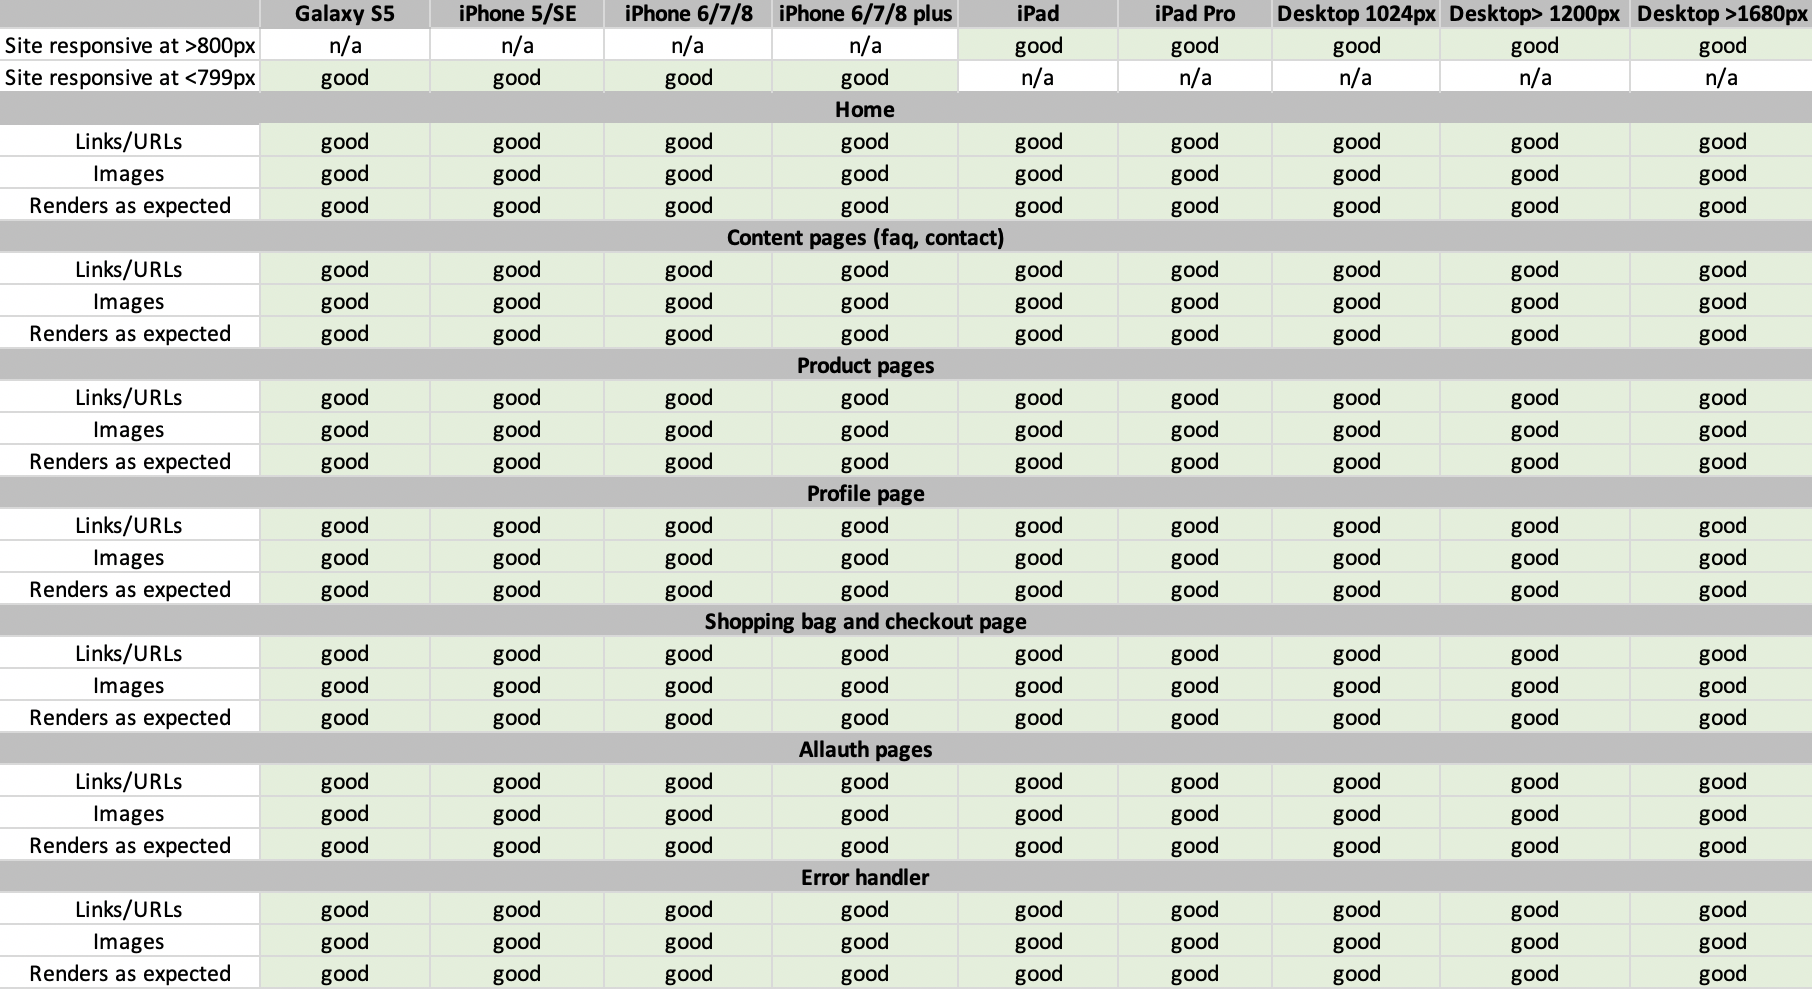 Galaxy S5 iPhone 5/SE iPhone 6/7/8 iPhone 6/7/8 plus iPad iPad Pro Desktop 1024px Desktop> 1200px Desktop >1680px
Site responsive at >800px n/a n/a n/a n/a good good good good good
Site responsive at <799px good good good good n/a n/a n/a n/a n/a
Home
Links/URLs good good good good good good good good good
Images good good good good good good good good good
Renders as expected good good good good good good good good good
Content pages (faq, contact)
Links/URLs good good good good good good good good good
Images good good good good good good good good good
Renders as expected good good good good good good good good good
Product pages
Links/URLs good good good good good good good good good
Images good good good good good good good good good
Renders as expected good good good good good good good good good
Profile page
Links/URLs good good good good good good good good good
Images good good good good good good good good good
Renders as expected good good good good good good good good good
Shopping bag and checkout page
Links/URLs good good good good good good good good good
Images good good good good good good good good good
Renders as expected good good good good good good good good good
Allauth pages
Links/URLs good good good good good good good good good
Images good good good good good good good good good
Renders as expected good good good good good good good good good
Error handler
Links/URLs good good good good good good good good good
Images good good good good good good good good good
Renders as expected good good good good good good good good good